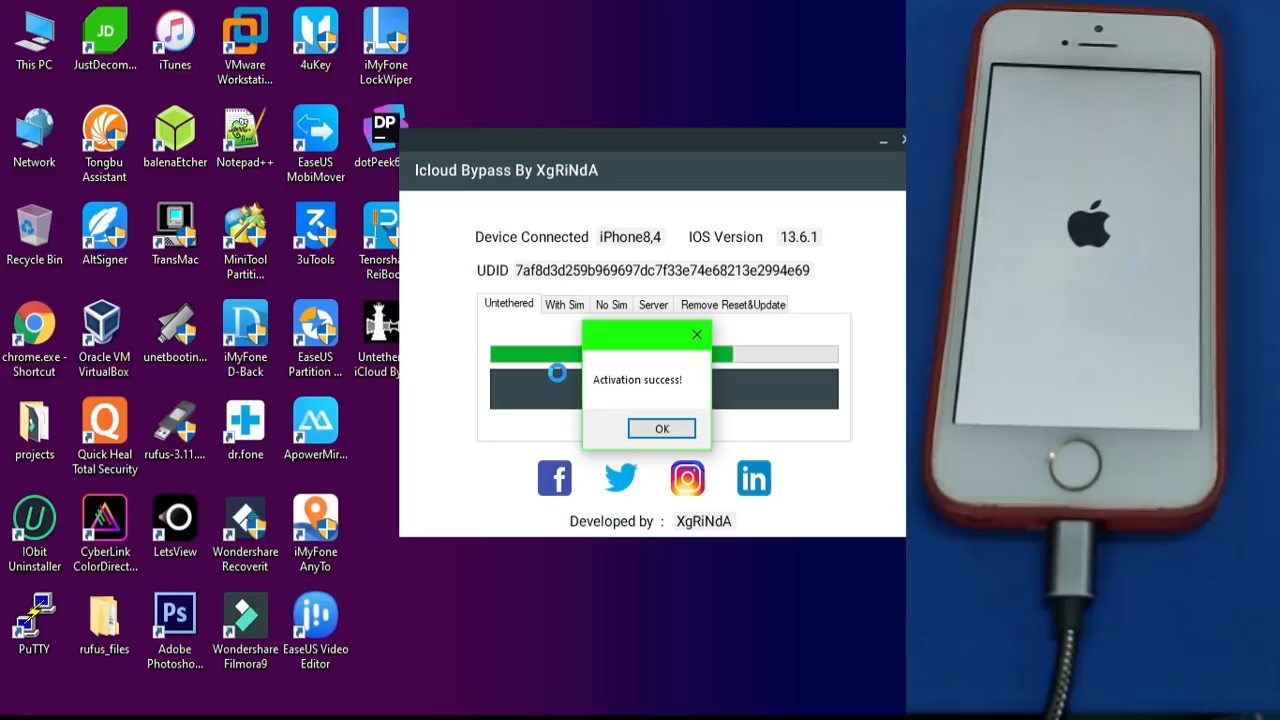 This PC
JustDecom...
iTunes
VMware
Workstati...
4uKey
iMyFone
LockWiper
Network
Tongbu
Assistant
balenaEtcher
Notepad++
EaseUS
MobiMover
dotPeek6
Recycle Bin
AltSigner
TransMac
MiniTool
Partiti...
3uTools
Tenorsha
ReiBoo
chrome.exe -
Shortcut
Oracle VM
VirtualBox
unetbootin...
iMyFone
D-Back
EaseUS
Partition ...
Untethe
iCloud By
projects
Quick Heal
Total Security
rufus-3.11....
dr.fone
ApowerMir...
IObit
Uninstaller
CyberLink
ColorDirect...
LetsView
Wondershare
Recoverit
iMyFone
AnyTo
PuTTY
rufus_files
Adobe
Photosho...
Wondershare
Filmora9
EaseUS Video
Editor
JD
DP
Ps
Icloud Bypass By XgRiNdA
Device Connected iPhone8,4 IOS Version 13.6.1
UDID 7af8d3d259b969697dc7f33e74e68213e2994e69
Untethered With Sim No Sim Server Remove Reset&Update
Activation success!
OK
Developed by : XgRiNdA